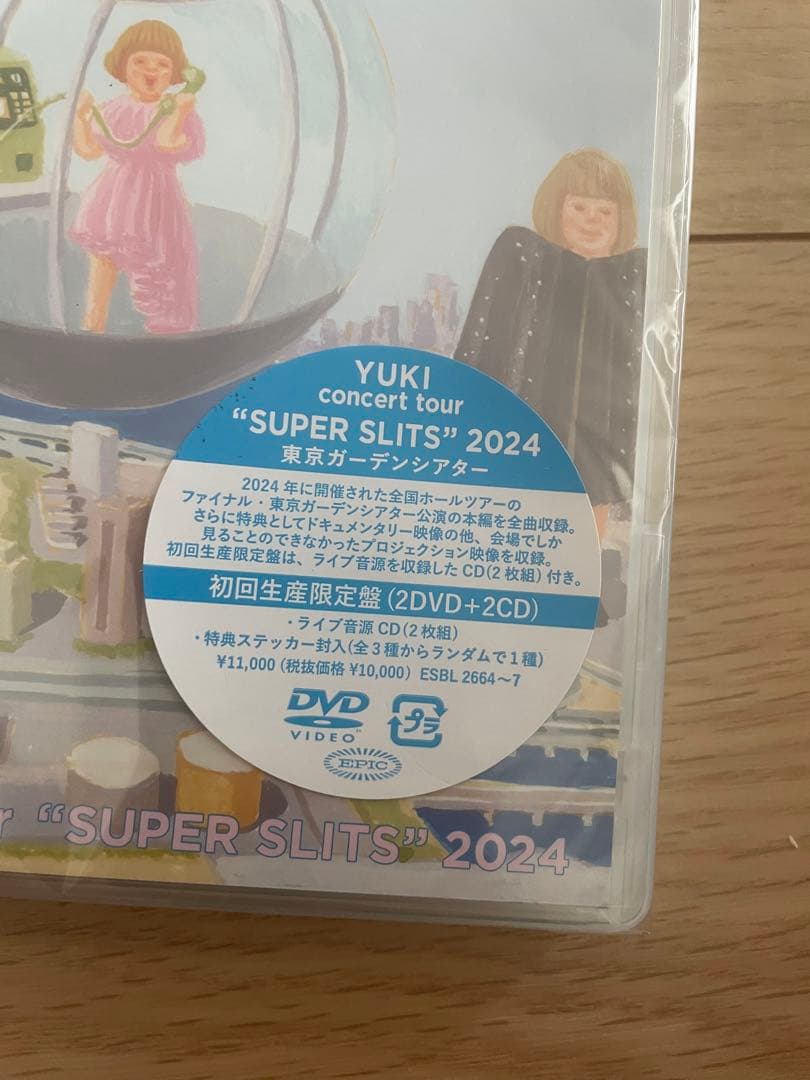 YUKI
concert tour
“SUPER SLITS” 2024
東京ガーデンシアター
2024年に開催された全国ホールツアーの
ファイナル・東京ガーデンシアター公演の本編を全曲収録。
さらに特典としてドキュメンタリー映像の他、会場でしか
見ることのできなかったプロジェクション映像を収録。
初回生産限定盤は、ライブ音源を収録したCD(2枚組)付き。
初回生産限定盤(2DVD+2CD)
・ライブ音源CD(2枚組)
・特典ステッカー封入(全3種からランダムで1種)
¥11,000(税抜価格¥10,000) ESBL 2664~7
DVD
VIDEO
プラ
EPIC
r “SUPER SLITS” 2024